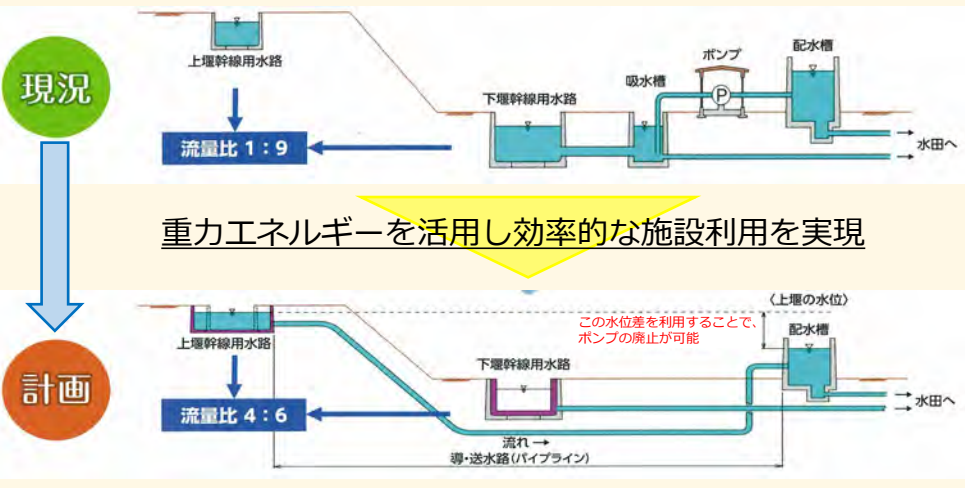 現況
上堰幹線用水路
流量比 1：9
下堰幹線用水路
吸水槽
ポンプ
P
配水槽
水田へ
重力エネルギーを活用し効率的な施設利用を実現
計画
上堰幹線用水路
流量比 4：6
下堰幹線用水路
〈上堰の水位〉
この水位差を利用することで、
ポンプの廃止が可能
配水槽
水田へ
流れ→
導・送水路(パイプライン)